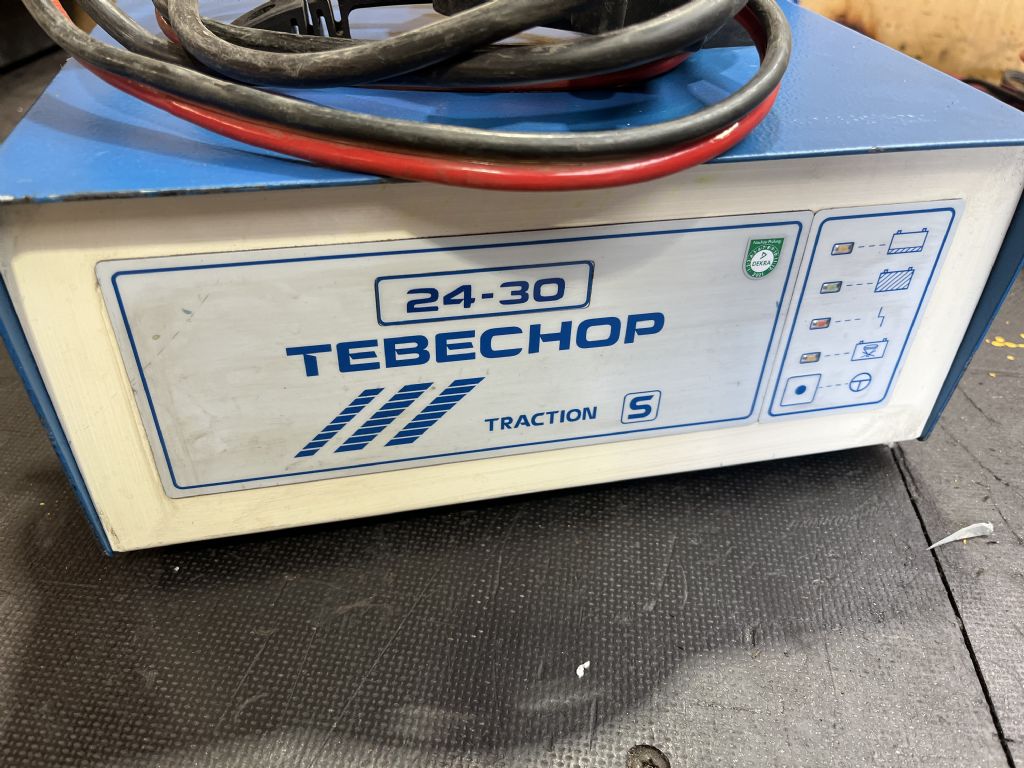 24-30
TEBECHOP
TRACTION S
DEKRA